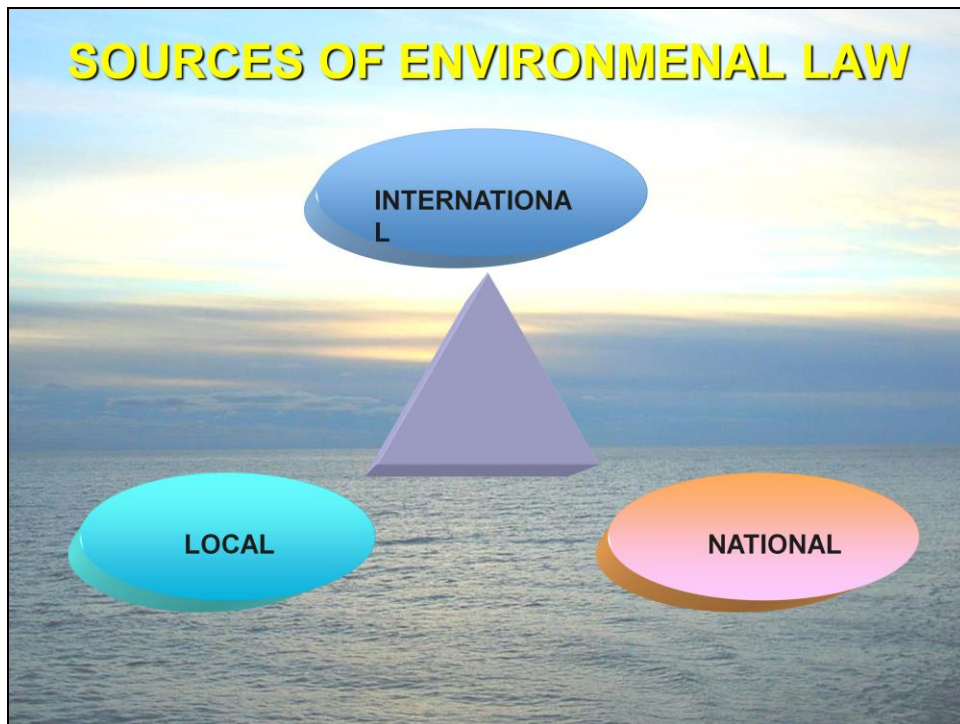 SOURCES OF ENVIRONMENAL LAW
INTERNATIONA
L
LOCAL
NATIONAL